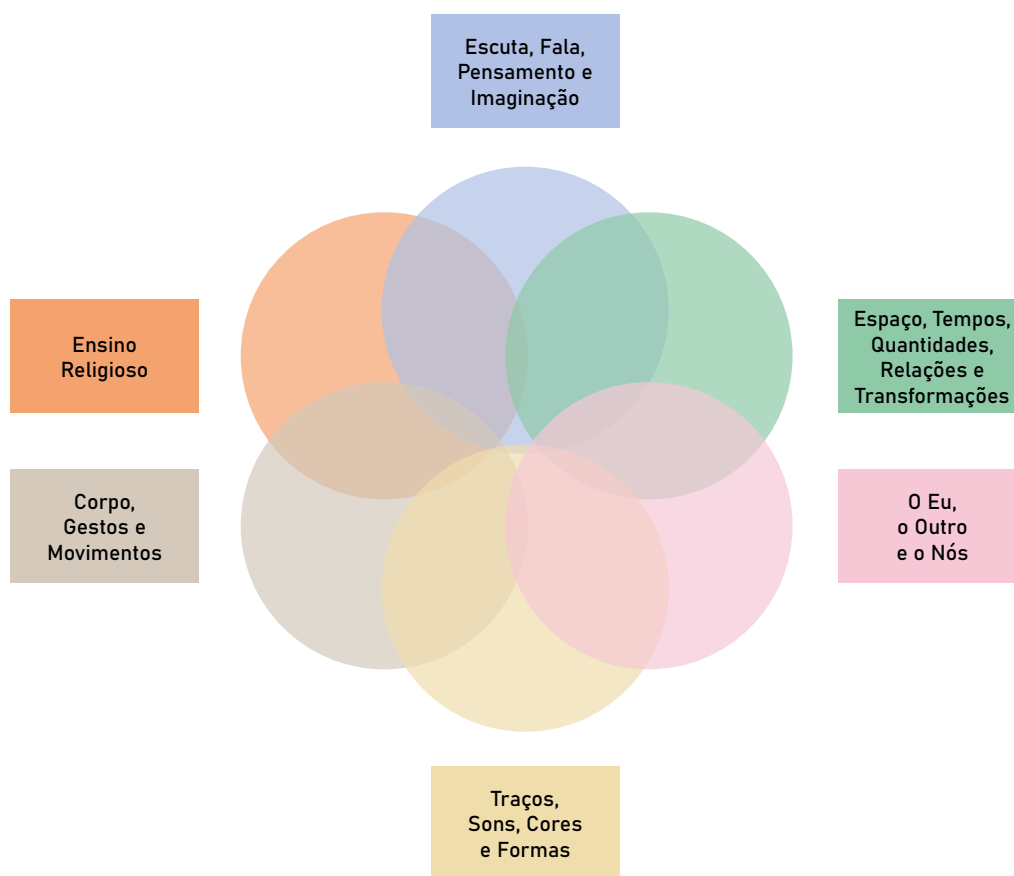 Escuta, Fala,
Pensamento e
Imaginação
Ensino
Religioso
Espaço, Tempos,
Quantidades,
Relações e
Transformações
Corpo,
Gestos e
Movimentos
O Eu,
o Outro
e o Nós
Traços,
Sons, Cores
e Formas